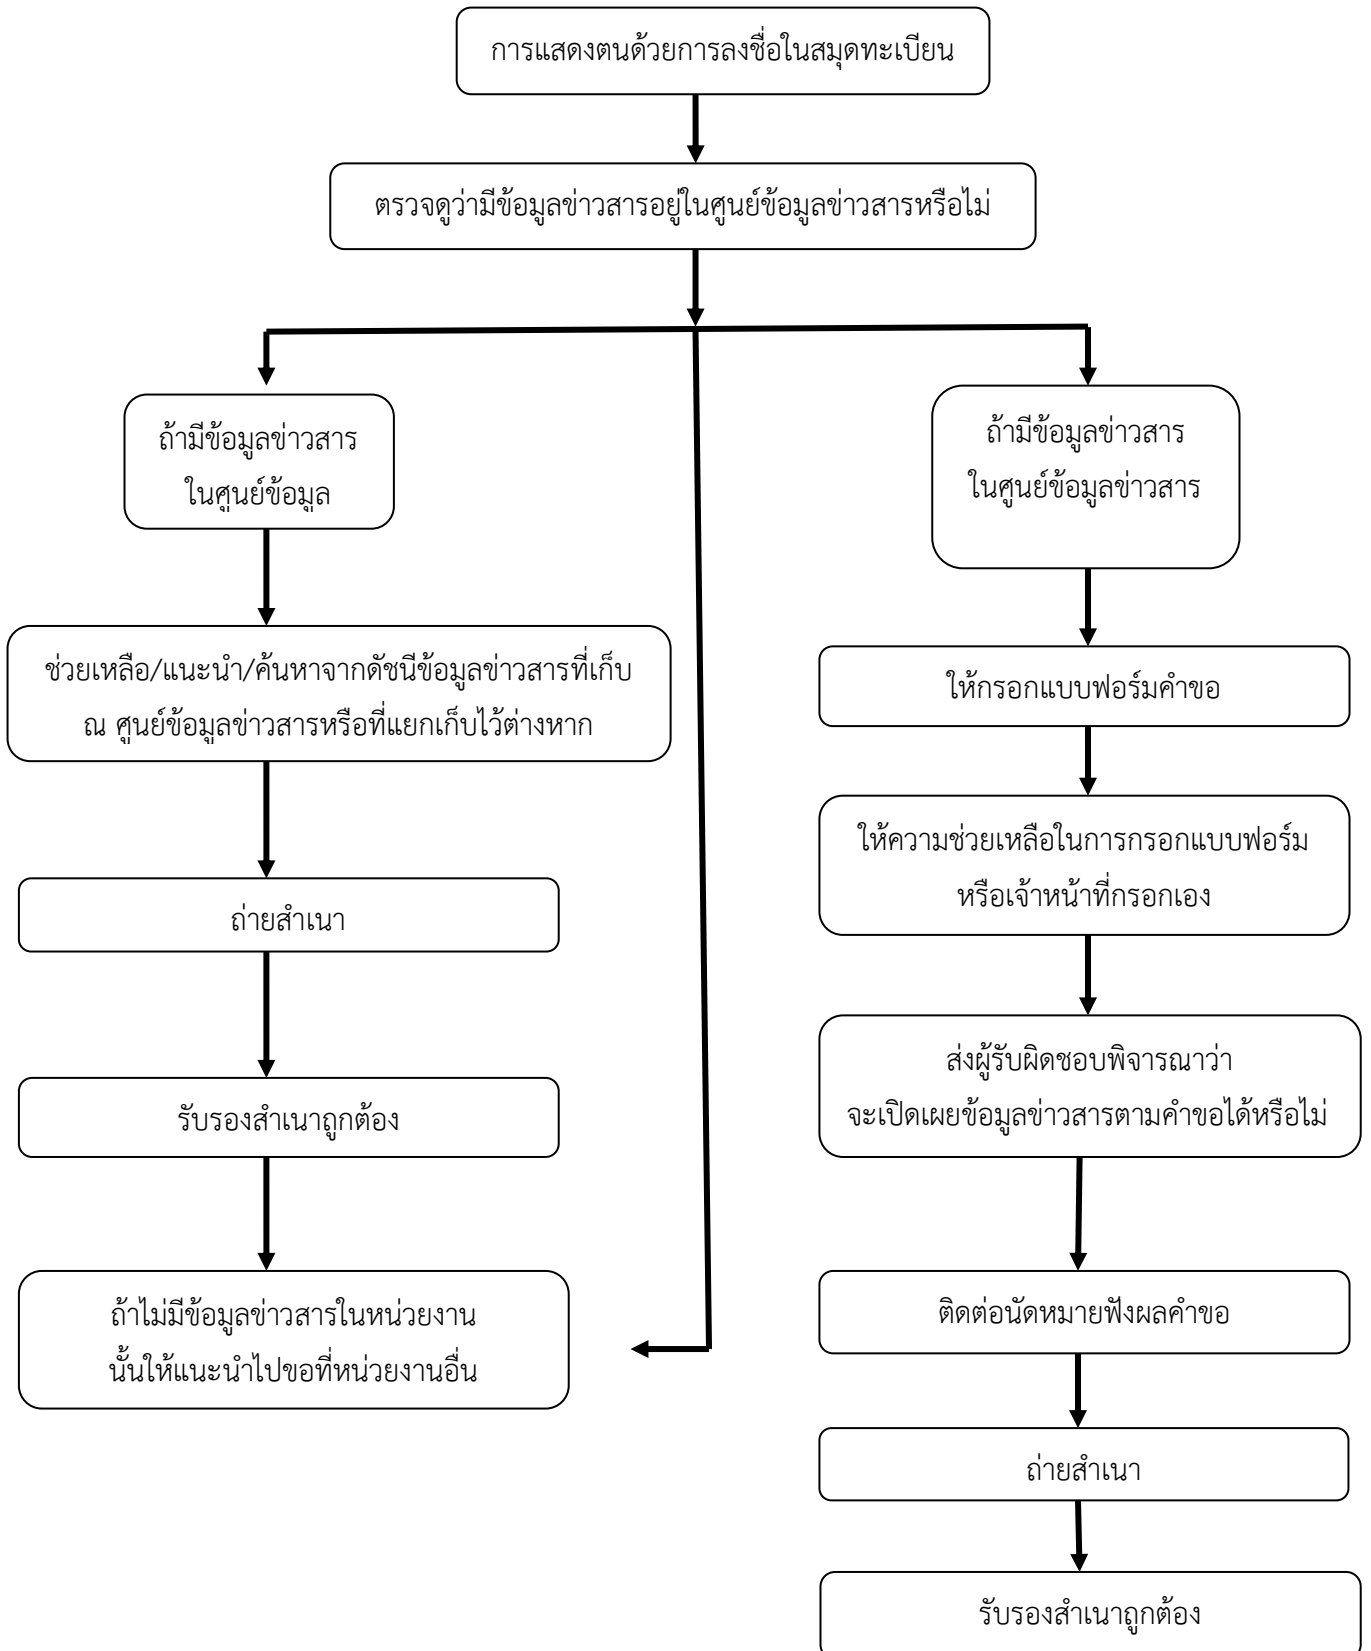 การแสดงตนด้วยการลงชื่อในสมุดทะเบียน
ตรวจดูว่ามีข้อมูลข่าวสารอยู่ในศูนย์ข้อมูลข่าวสารหรือไม่
ถ้ามีข้อมูลข่าวสาร
ในศูนย์ข้อมูล
ช่วยเหลือ/แนะนำ/ค้นหาจากดัชนีข้อมูลข่าวสารที่เก็บ
ณ ศูนย์ข้อมูลข่าวสารหรือที่แยกเก็บไว้ต่างหาก
ถ่ายสำเนา
รับรองสำเนาถูกต้อง
ถ้าไม่มีข้อมูลข่าวสารในหน่วยงาน
นั้นให้แนะนำไปขอที่หน่วยงานอื่น
ถ้ามีข้อมูลข่าวสาร
ในศูนย์ข้อมูลข่าวสาร
ให้กรอกแบบฟอร์มคำขอ
ให้ความช่วยเหลือในการกรอกแบบฟอร์ม
หรือเจ้าหน้าที่กรอกเอง
ส่งผู้รับผิดชอบพิจารณาว่า
จะเปิดเผยข้อมูลข่าวสารตามคำขอได้หรือไม่
ติดต่อนัดหมายฟังผลคำขอ
ถ่ายสำเนา
รับรองสำเนาถูกต้อง